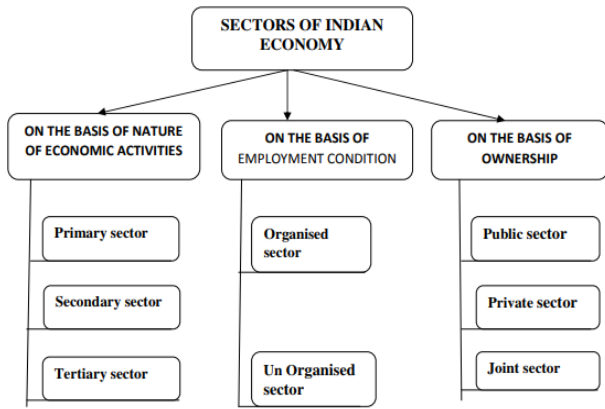 SECTORS OF INDIAN
ECONOMY
ON THE BASIS OF NATURE
OF ECONOMIC ACTIVITIES
ON THE BASIS OF
EMPLOYMENT CONDITION
ON THE BASIS OF
OWNERSHIP
Primary sector
Organised
sector
Public sector
Secondary sector
Private sector
Tertiary sector
Un Organised
sector
Joint sector